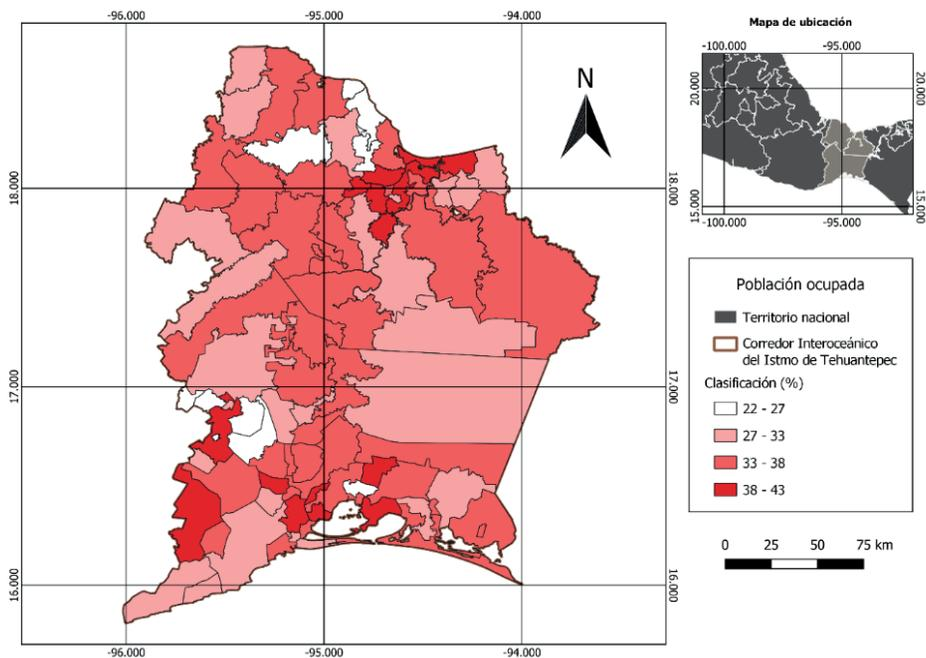 -96.000
-95.000
-94.000
18.000
18.000
17.000
17.000
16.000
16.000
-96.000
-95.000
-94.000
N
Mapa de ubicación
-100.000
-95.000
20.000
20.000
15.000
15.000
-100.000
-95.000
Población ocupada
Territorio nacional
Corredor Interoceánico
del Istmo de Tehuantepec
Clasificación (%)
22 - 27
27 - 33
33 - 38
38 - 43
0 25 50 75 km